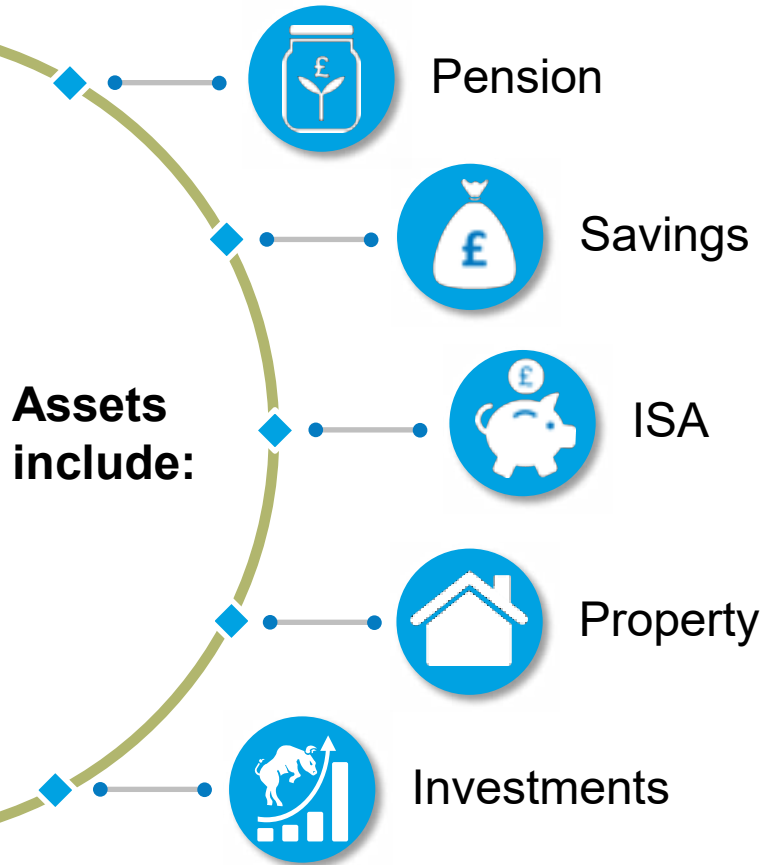 £
Pension
£
Savings
Assets
include:
£
ISA
Property
Investments